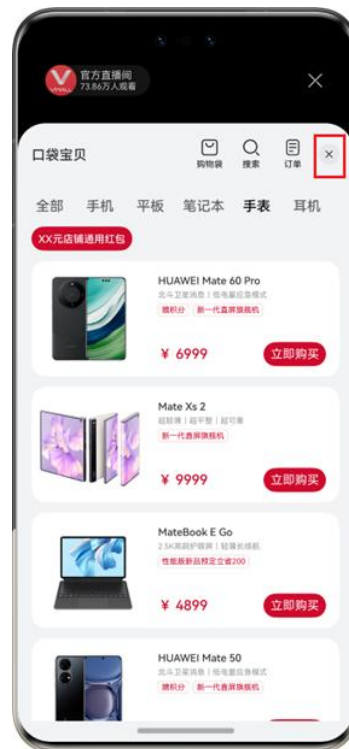 VMALL
官方直播间
73.86万人观看
口袋宝贝
购物袋 搜索 订单
全部 手机 平板 笔记本 手表 耳机
XX元店铺通用红包
HUAWEI Mate 60 Pro
北斗卫星消息 | 低电量应急模式
赠积分 新一代直屏旗舰机
¥ 6999 立即购买
Mate Xs 2
超轻薄 | 超平整 | 超可靠
新一代直屏旗舰机
¥ 9999 立即购买
MateBook E Go
2.5K高刷护眼屏 | 轻薄长续航
性能版新品预定立省200
¥ 4899 立即购买
HUAWEI Mate 50
北斗卫星消息 | 低电量应急模式
赠积分 新一代直屏旗舰机